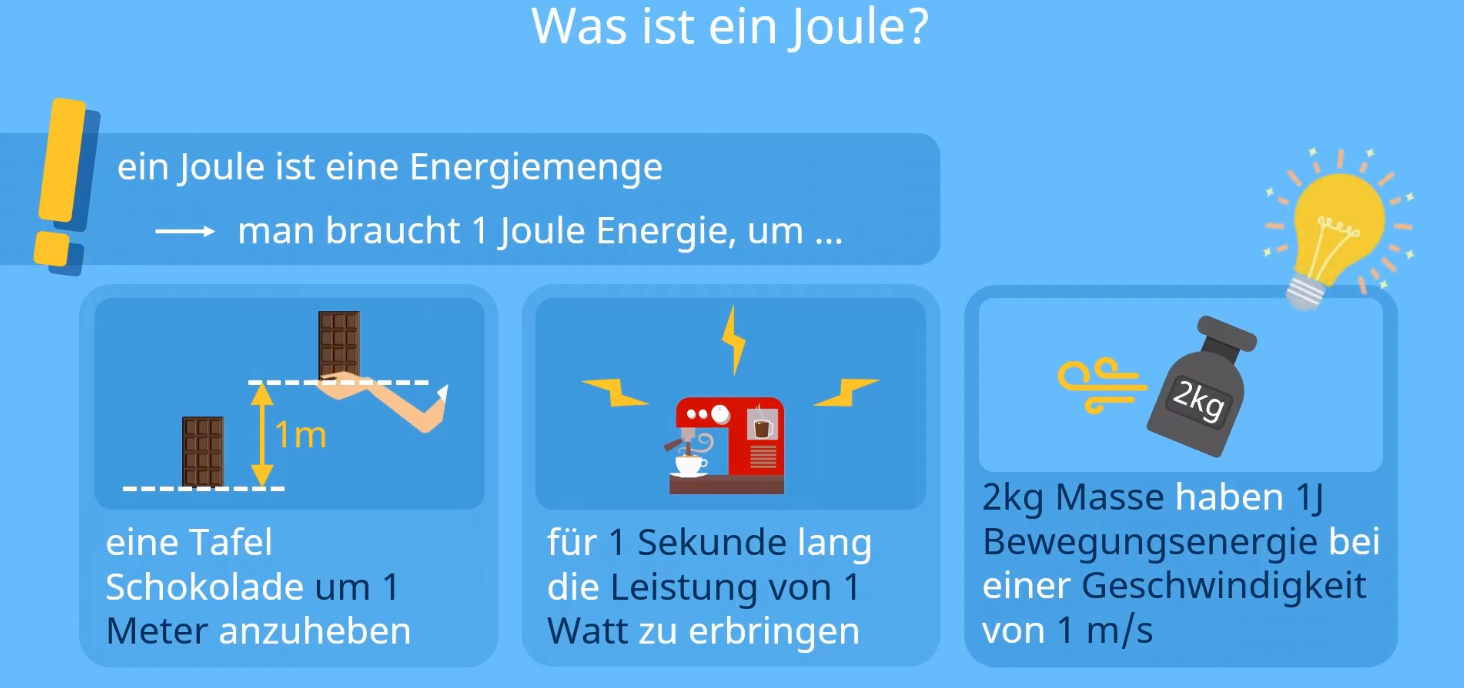 Was ist ein Joule?
ein Joule ist eine Energiemenge
man braucht 1 Joule Energie, um ...
1m
eine Tafel
Schokolade um 1
Meter anzuheben
für 1 Sekunde lang
die Leistung von 1
Watt zu erbringen
2kg
2kg Masse haben 1J
Bewegungsenergie bei
einer Geschwindigkeit
von 1 m/s